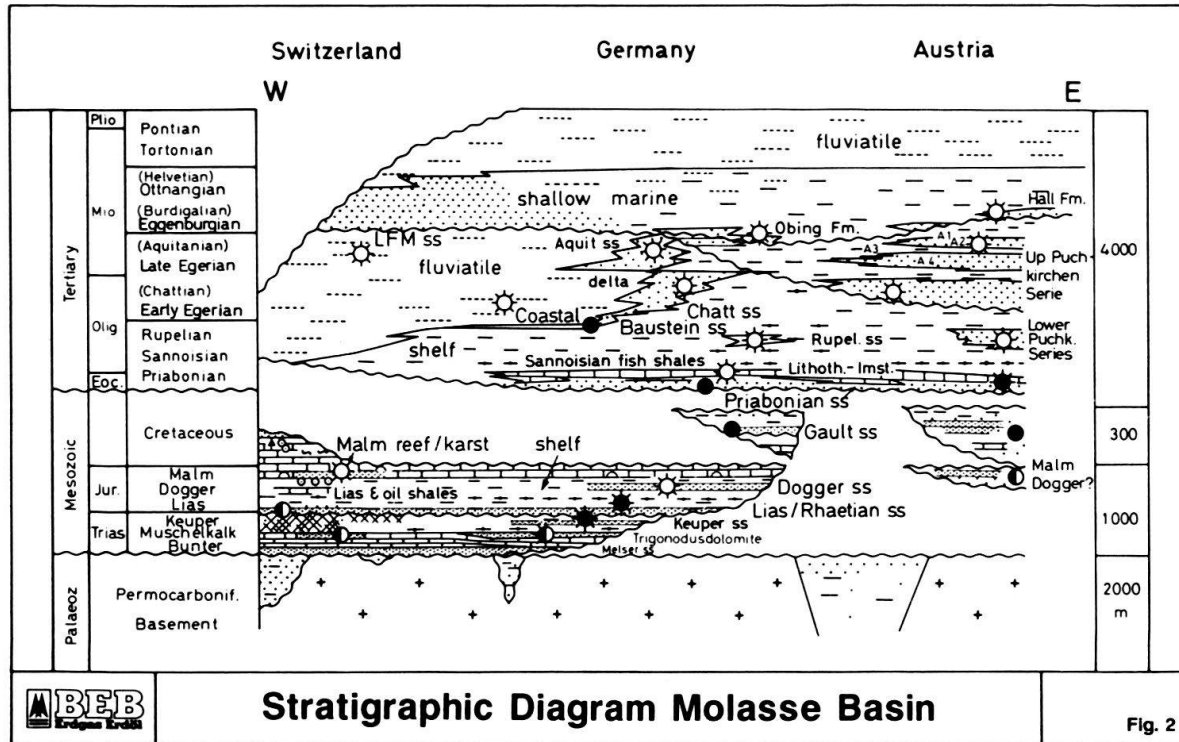 Switzerland Germany Austria
W E
Tertiary
Mesozoic
Palaeoz
Plio
Mio
Olig
Eoc.
Jur.
Trias
Pontian
Tortonian
(Helvetian)
Ottnangian
(Burdigalian)
Eggenburgian
(Aquitanian)
Late Egerian
(Chattian)
Early Egerian
Rupelian
Sannoisian
Priabonian
Cretaceous
Malm
Dogger
Lias
Keuper
Muschelkalk
Bunter
Permocarbonif.
Basement
fluviatile
shallow marine
Hall Fm.
LFM ss
Aquit ss
Obing Fm.
A1
A2
A3
A4
fluviatile
Up Puch-
kirchen
Serie
delta
Chatt ss
Coastal
Baustein ss
shelf
Rupel. ss
Lower
Puchk.
Series
Sannoisian fish shales
Lithoth.-lmst.
Priabonian ss
Gault ss
Malm reef/karst
shelf
Malm
Dogger?
Lias & oil shales
Dogger ss
Lias/Rhaetian ss
Keuper ss
Trigonodusdolomite
Melser ss
4000
300
1000
2000
m
BEB
Erdgas Erdöl
Stratigraphic Diagram Molasse Basin
Fig. 2